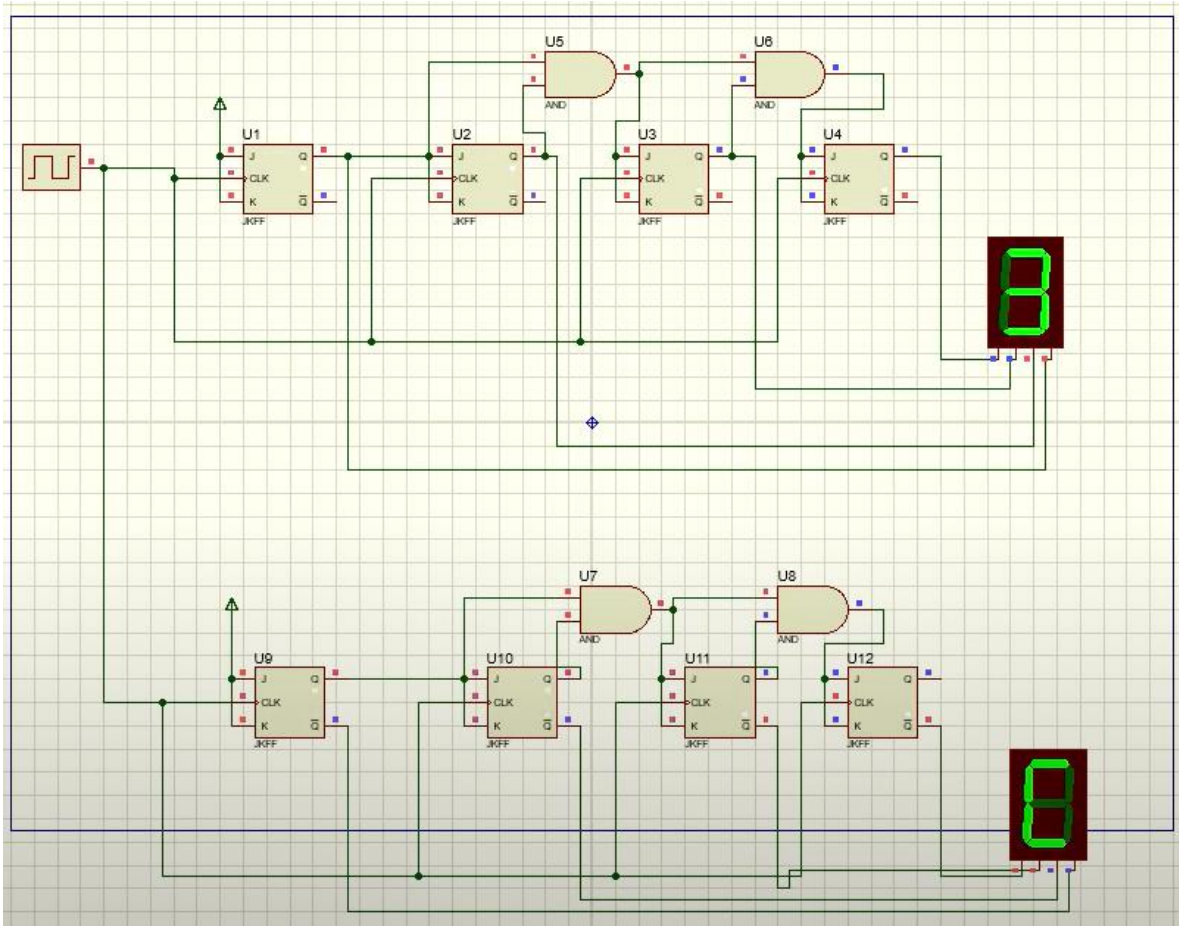 U5
U6
AND
AND
U1
U2
U3
U4
J Q
CLK
K Q
JKFF
J Q
CLK
K Q
JKFF
J Q
CLK
K Q
JKFF
J Q
CLK
K Q
JKFF
3
U7
U8
AND
AND
U9
U10
U11
U12
J Q
CLK
K Q
JKFF
J Q
CLK
K Q
JKFF
J Q
CLK
K Q
JKFF
J Q
CLK
K Q
JKFF
C